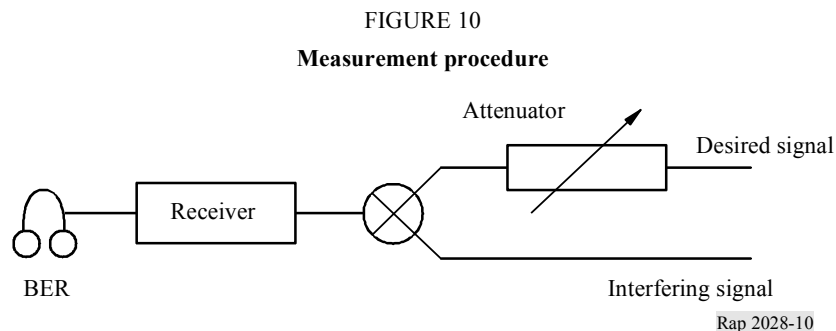 FIGURE 10
Measurement procedure
Attenuator
Desired signal
Receiver
BER
Interfering signal
Rap 2028-10